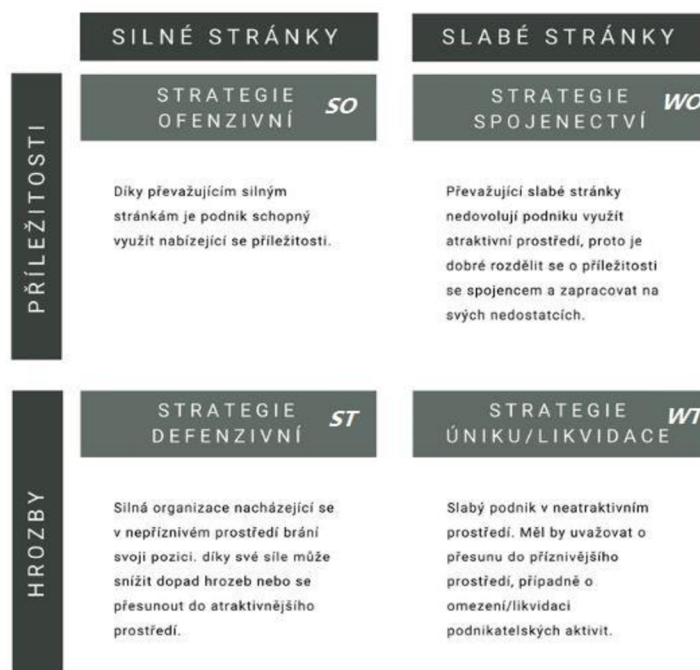 SILNÉ STRÁNKY
SLABÉ STRÁNKY
PŘÍLEŽITOSTI
STRATEGIE
OFENZIVNÍ
SO
Díky převažujícím silným
stránkám je podnik schopný
využít nabízející se příležitosti.
STRATEGIE
SPOJENECTVÍ
WO
Převažující slabé stránky
nedovolují podniku využít
atraktivní prostředí, proto je
dobré rozdělit se o příležitosti
se spojencem a zapracovat na
svých nedostatcích.
HROZBY
STRATEGIE
DEFENZIVNÍ
ST
Silná organizace nacházející se
v nepříznivém prostředí brání
svoji pozici. díky své síle může
snížit dopad hrozeb nebo se
přesunout do atraktivnějšího
prostředí.
STRATEGIE
ÚNIKU/LIKVIDACE
WT
Slabý podnik v neatraktivním
prostředí. Měl by uvažovat o
přesunu do příznivějšího
prostředí, případně o
omezení/likvidaci
podnikatelských aktivit.